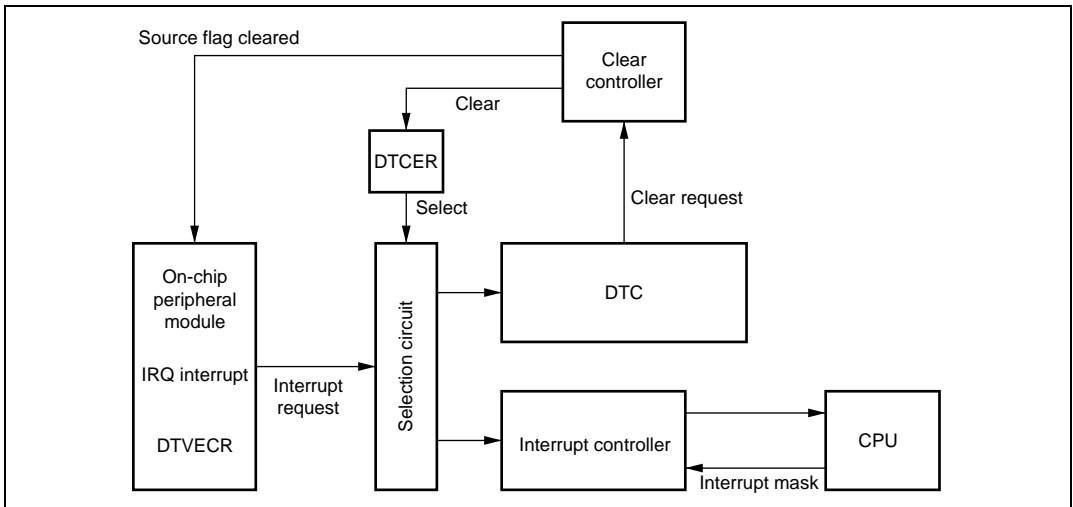 Source flag cleared
Clear
controller
Clear
DTCER
Select
Clear request
On-chip
peripheral
module
IRQ interrupt
DTVECR
Interrupt
request
Selection circuit
DTC
Interrupt controller
CPU
Interrupt mask